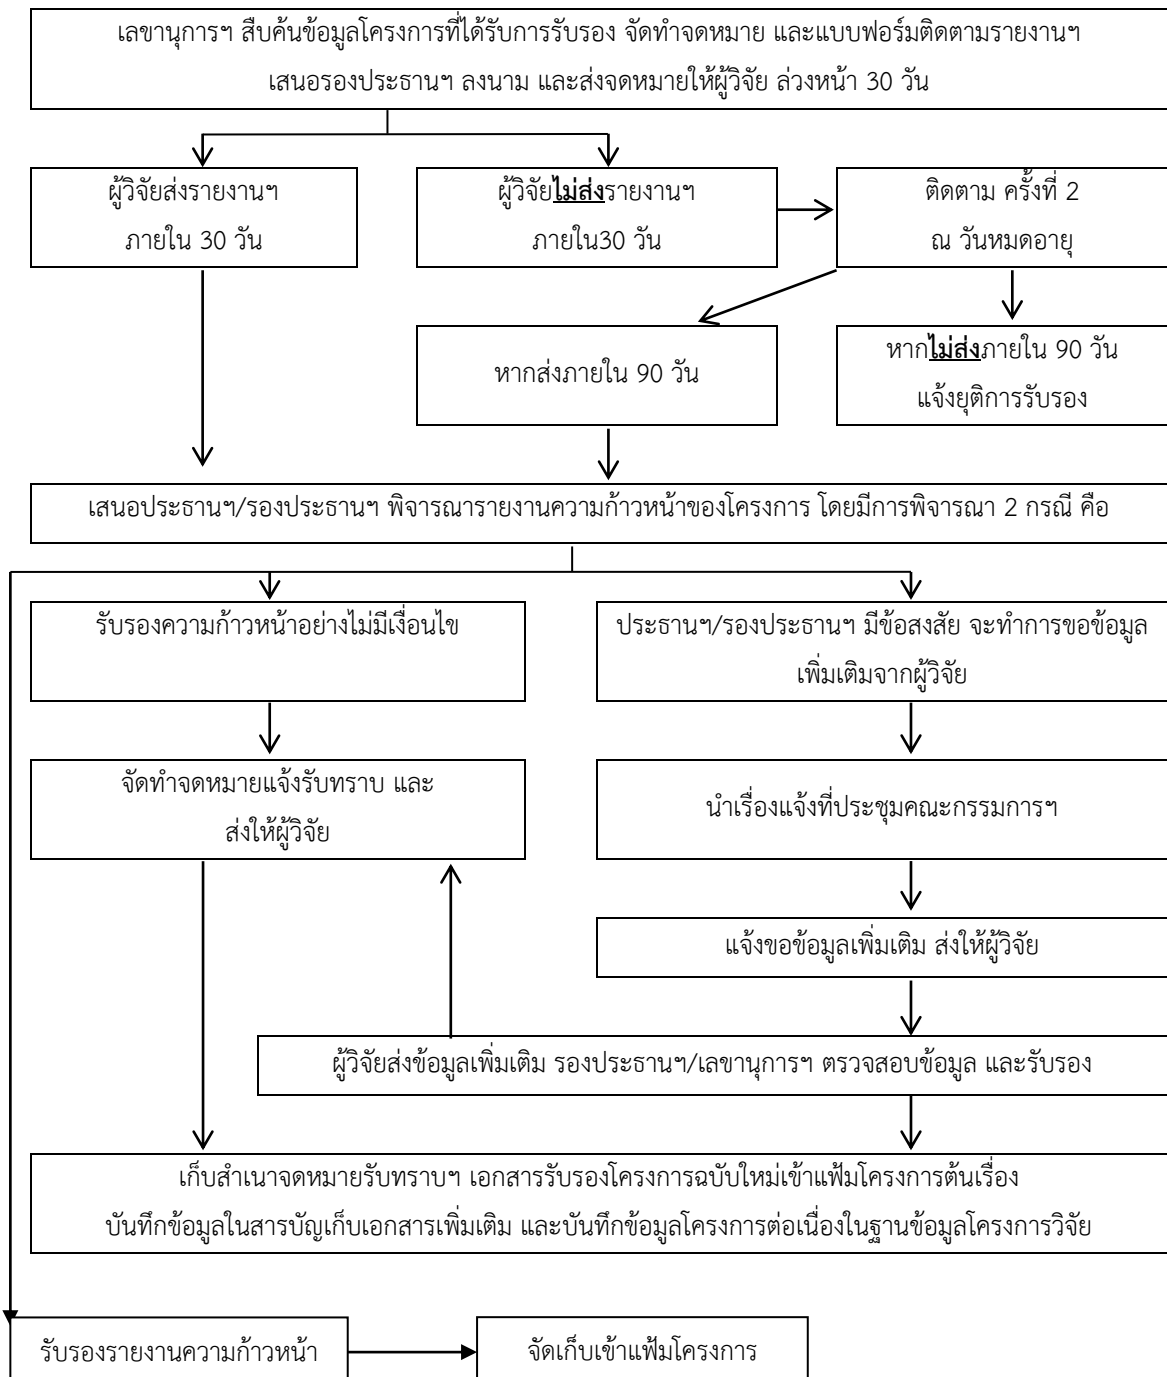 เลขานุการฯ สืบค้นข้อมูลโครงการที่ได้รับการรับรอง จัดทำจดหมาย และแบบฟอร์มติดตามรายงานฯ
เสนอรองประธานฯ ลงนาม และส่งจดหมายให้ผู้วิจัย ล่วงหน้า 30 วัน
ผู้วิจัยส่งรายงานฯ
ภายใน 30 วัน
ผู้วิจัยไม่ส่งรายงานฯ
ภายใน30 วัน
ติดตาม ครั้งที่ 2
ณ วันหมดอายุ
หากส่งภายใน 90 วัน
หากไม่ส่งภายใน 90 วัน
แจ้งยุติการรับรอง
เสนอประธานฯ/รองประธานฯ พิจารณารายงานความก้าวหน้าของโครงการ โดยมีการพิจารณา 2 กรณี คือ
รับรองความก้าวหน้าอย่างไม่มีเงื่อนไข
ประธานฯ/รองประธานฯ มีข้อสงสัย จะทำการขอข้อมูล
เพิ่มเติมจากผู้วิจัย
จัดทำจดหมายแจ้งรับทราบ และ
ส่งให้ผู้วิจัย
นำเรื่องแจ้งที่ประชุมคณะกรรมการฯ
แจ้งขอข้อมูลเพิ่มเติม ส่งให้ผู้วิจัย
ผู้วิจัยส่งข้อมูลเพิ่มเติม รองประธานฯ/เลขานุการฯ ตรวจสอบข้อมูล และรับรอง
เก็บสำเนาจดหมายรับทราบฯ เอกสารรับรองโครงการฉบับใหม่เข้าแฟ้มโครงการต้นเรื่อง
บันทึกข้อมูลในสารบัญเก็บเอกสารเพิ่มเติม และบันทึกข้อมูลโครงการต่อเนื่องในฐานข้อมูลโครงการวิจัย
รับรองรายงานความก้าวหน้า
จัดเก็บเข้าแฟ้มโครงการ